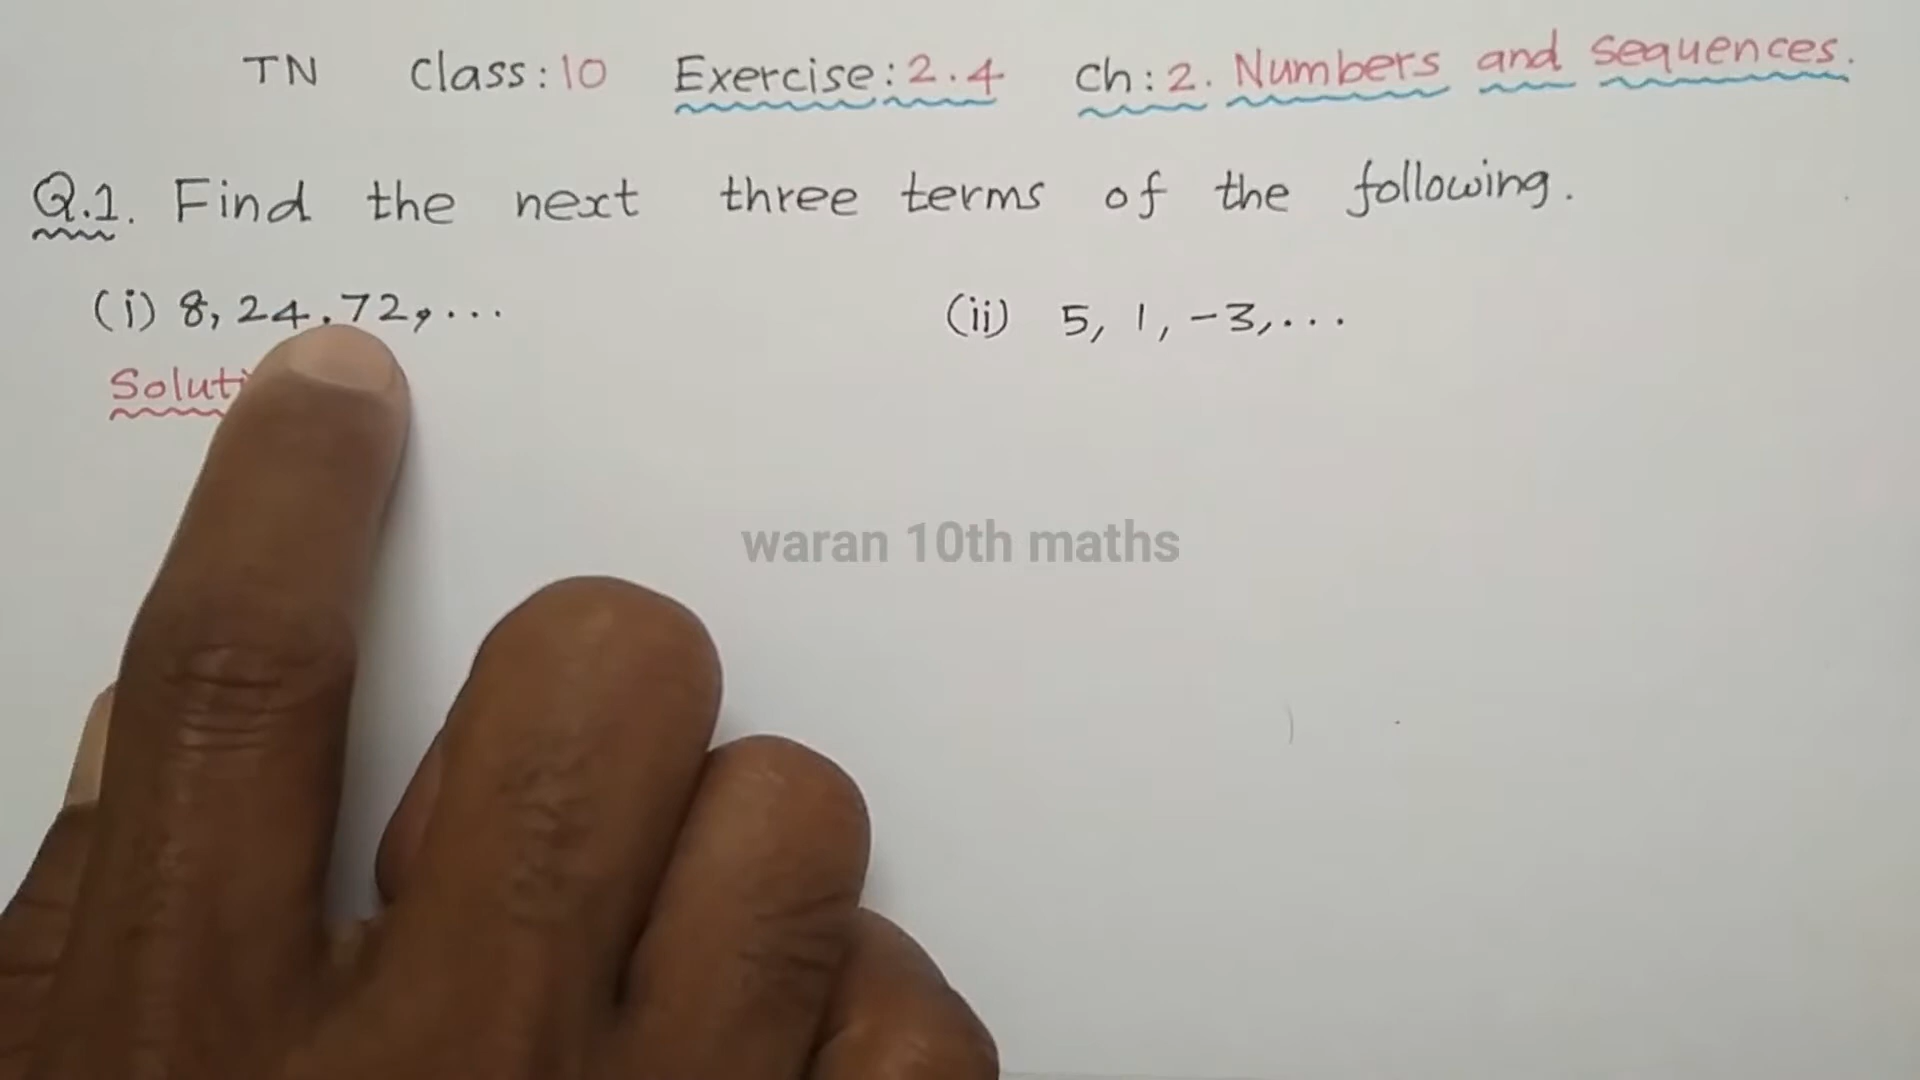 TN Class: 10 Exercise: 2.4 Ch: 2. Numbers and sequences.
Q.1. Find the next three terms of the following.
(i) 8, 24, 72, ... (ii) 5, 1, -3, ...
waran 10th maths